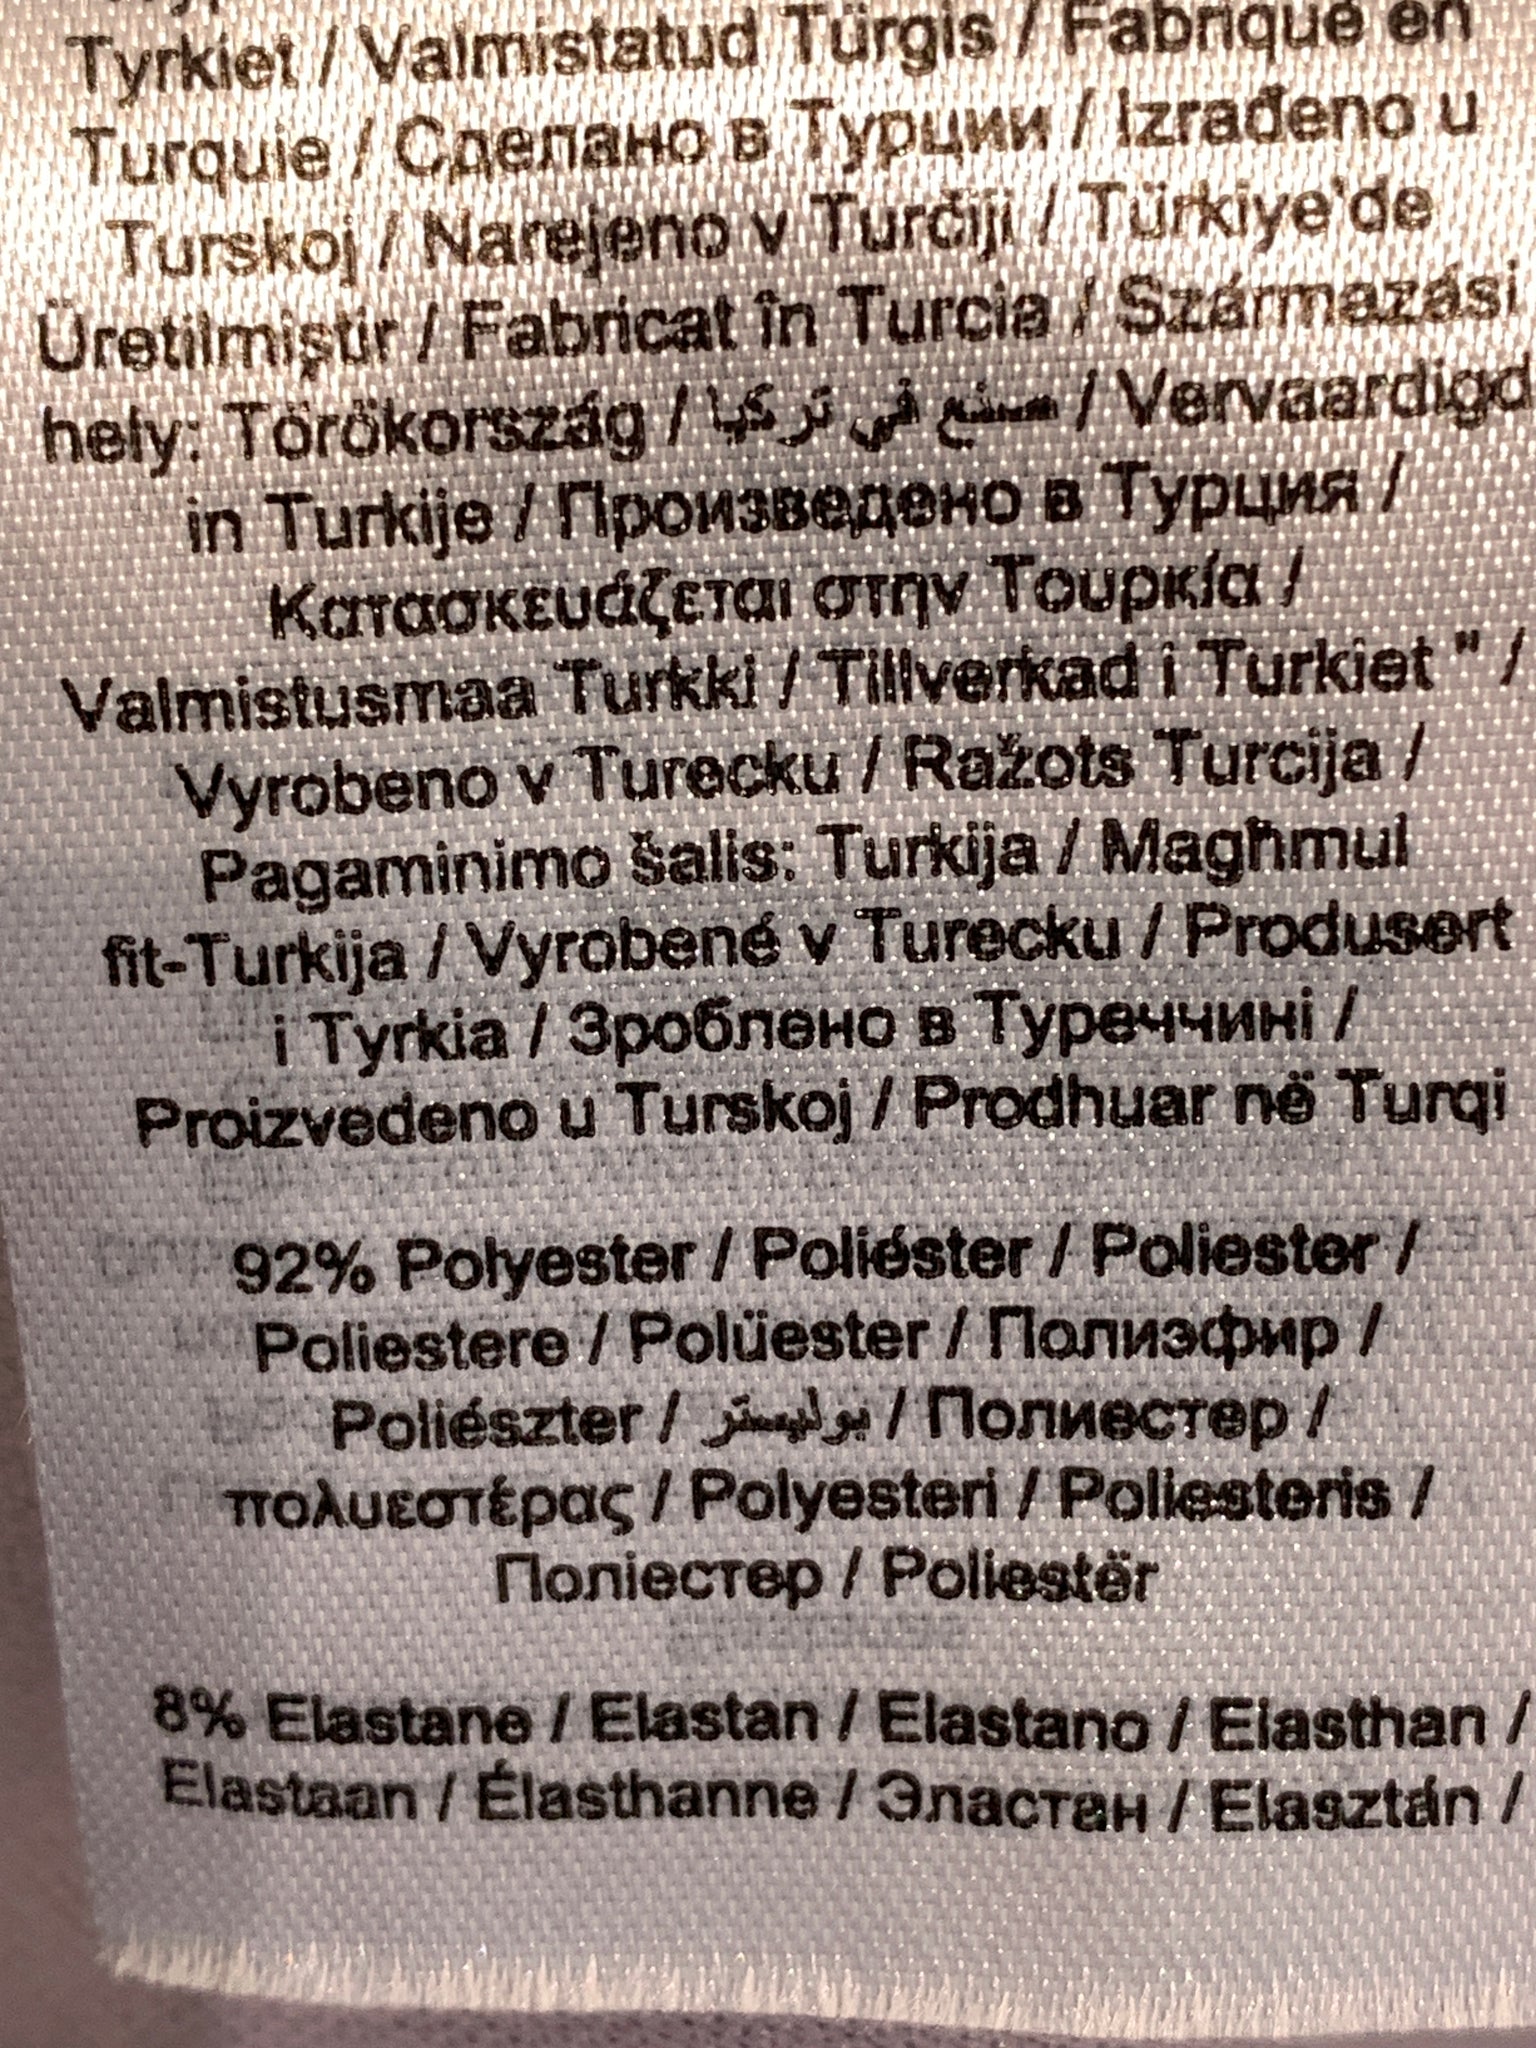 Tyrkiet / Valmistatud Türgis / Fabriqué en
Turquie / Сделано в Турции / Izrađeno u
Turskoj / Narejeno v Turčiji / Türkiye'de
Üretilmiştir / Fabricat în Turcia / Származási
hely: Törökország / صنع في تركيا / Vervaardigd
in Turkije / Произведено в Турция /
Κατασκευάζεται στην Τουρκία /
Valmistusmaa Turkki / Tillverkad i Turkiet " /
Vyrobeno v Turecku / Ražots Turcija /
Pagaminimo šalis: Turkija / Magħmul
fit-Turkija / Vyrobené v Turecku / Produsert
i Tyrkia / Зроблено в Туреччині /
Proizvedeno u Turskoj / Prodhuar në Turqi
92% Polyester / Poliéster / Poliester /
Poliestere / Polüester / Полиэфир /
Poliészter / بوليستر / Полиестер /
πολυεστέρας / Polyesteri / Poliesteris /
Поліестер / Poliestër
8% Elastane / Elastan / Elastano / Elasthan /
Elastaan / Élasthanne / Эластан / Elasztán /